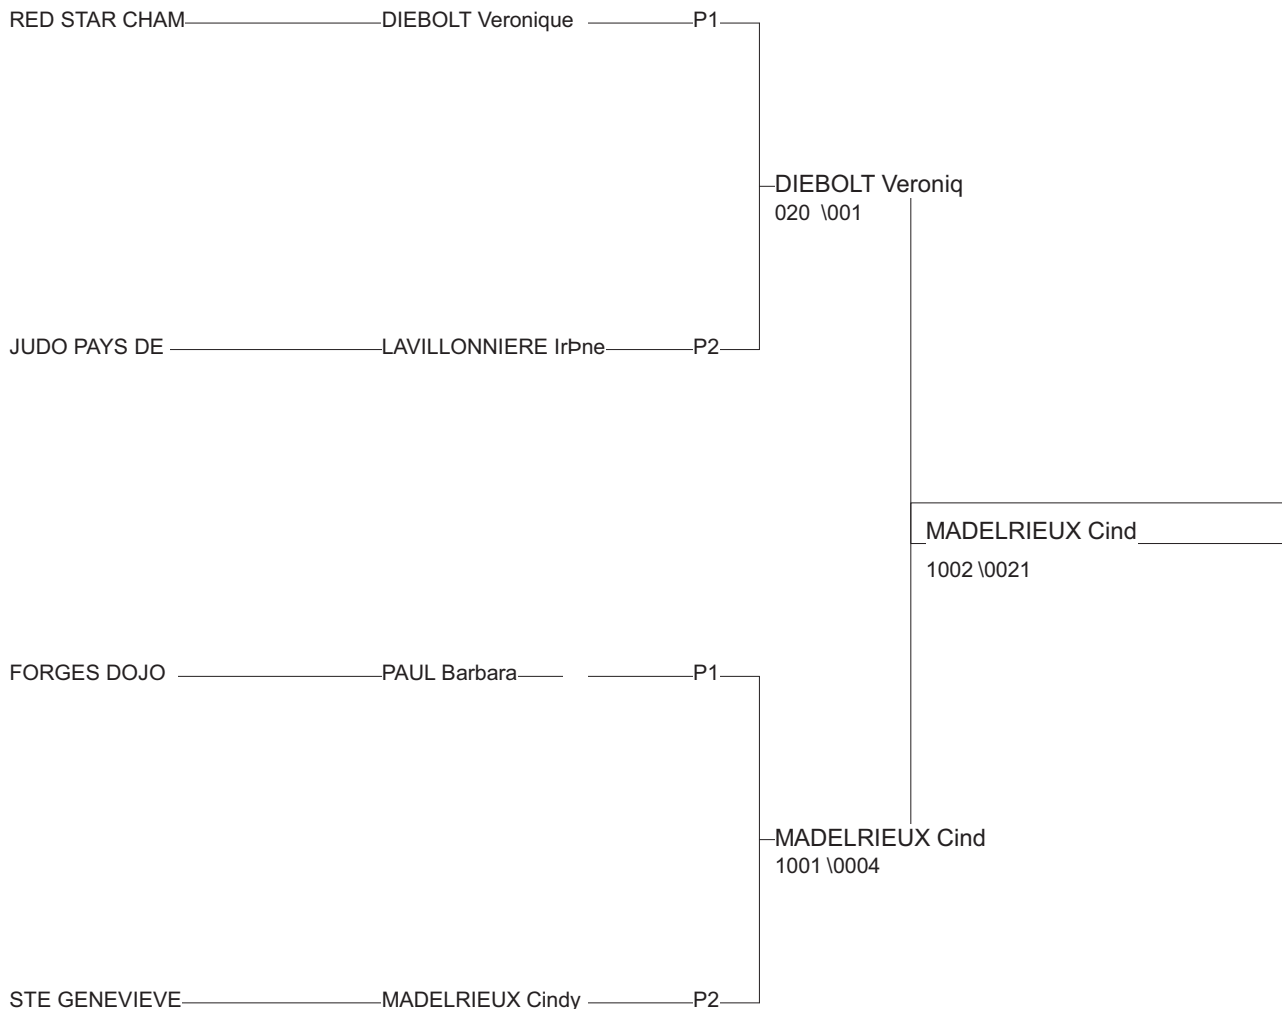 RED STAR CHAM DIEBOLT Veronique P1
DIEBOLT Veroniq
020 \001
JUDO PAYS DE LAVILLONNIERE IrÞne P2
MADELRIEUX Cind
1002 \0021
FORGES DOJO PAUL Barbara P1
MADELRIEUX Cind
1001 \0004
STE GENEVIEVE MADELRIEUX Cindy P2